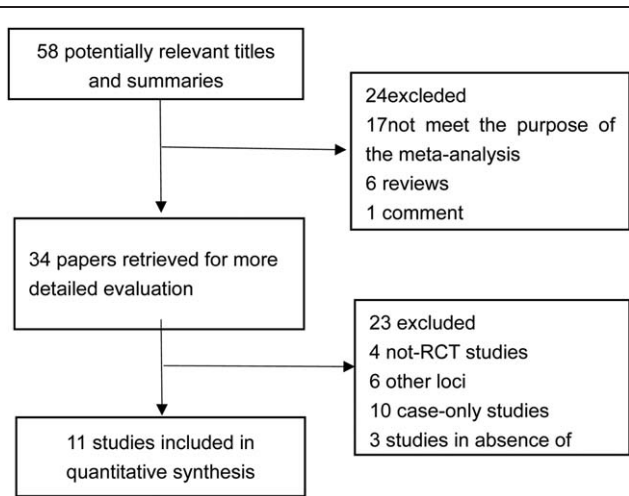 58 potentially relevant titles
and summaries
24excleded
17not meet the purpose of
the meta-analysis
6 reviews
1 comment
34 papers retrieved for more
detailed evaluation
23 excluded
4 not-RCT studies
6 other loci
10 case-only studies
3 studies in absence of
11 studies included in
quantitative synthesis